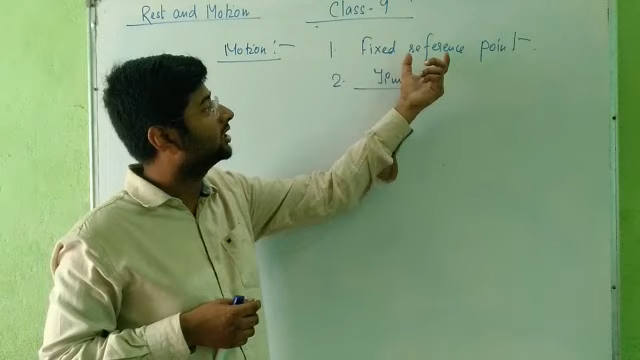 Rest and Motion Class-9
Motion :- 1. Fixed reference point-
2.